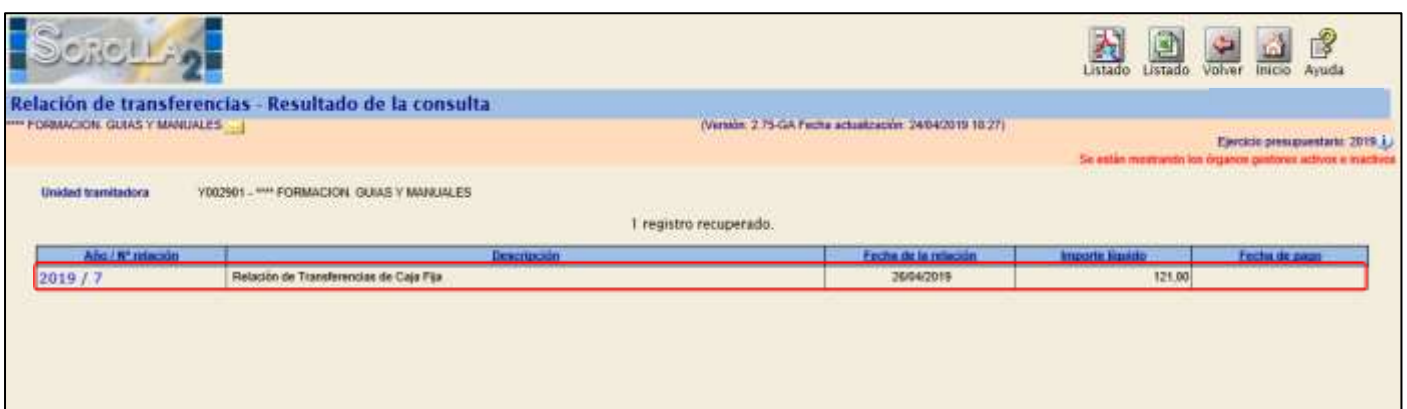 SOROLLA2
Listado Listado Volver Inicio Ayuda
Relación de transferencias - Resultado de la consulta
**** FORMACION. GUIAS Y MANUALES (Versión: 2.75-GA Fecha actualización: 24/04/2019 10:27)
Ejercicio presupuestario: 2019
Se están mostrando los órganos gestores activos e inactivos
Unidad tramitadora Y002901 - **** FORMACION. GUIAS Y MANUALES
1 registro recuperado.
Año / Nº relación Descripción Fecha de la relación Importe líquido Fecha de pago
2019 / 7 Relación de Transferencias de Caja Fija 26/04/2019 121,00